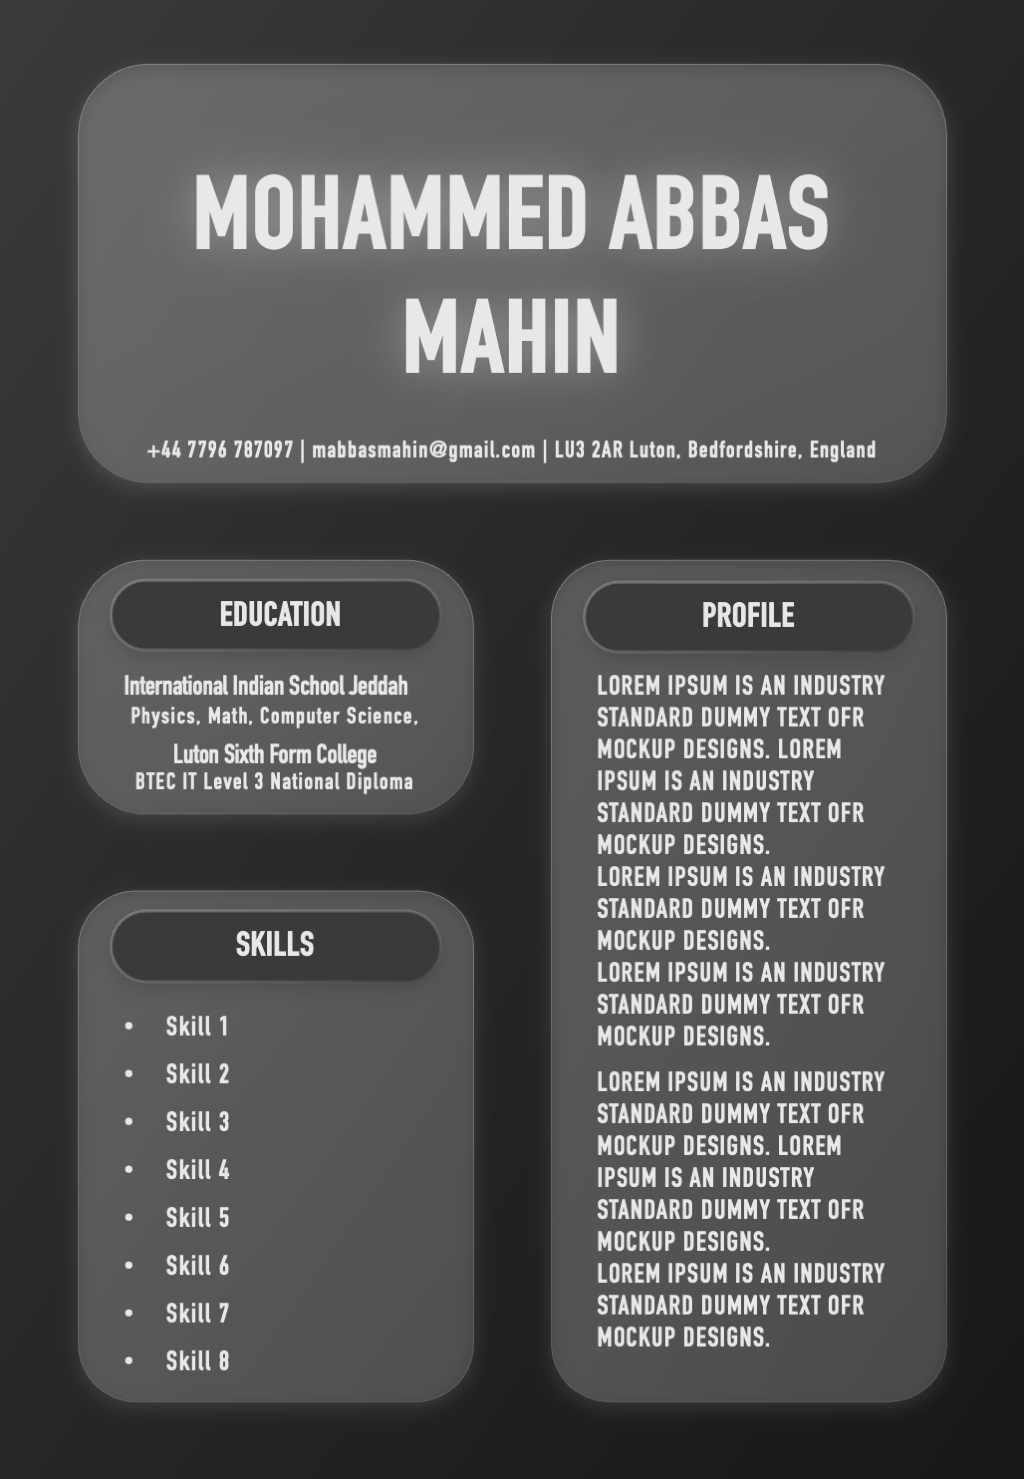 MOHAMMED ABBAS
MAHIN
+44 7796 787097 | mabbasmahin@gmail.com | LU3 2AR Luton, Bedfordshire, England
EDUCATION
International Indian School Jeddah
Physics, Math, Computer Science,
Luton Sixth Form College
BTEC IT Level 3 National Diploma
SKILLS
• Skill 1
• Skill 2
• Skill 3
• Skill 4
• Skill 5
• Skill 6
• Skill 7
• Skill 8
PROFILE
LOREM IPSUM IS AN INDUSTRY
STANDARD DUMMY TEXT OFR
MOCKUP DESIGNS. LOREM
IPSUM IS AN INDUSTRY
STANDARD DUMMY TEXT OFR
MOCKUP DESIGNS.
LOREM IPSUM IS AN INDUSTRY
STANDARD DUMMY TEXT OFR
MOCKUP DESIGNS.
LOREM IPSUM IS AN INDUSTRY
STANDARD DUMMY TEXT OFR
MOCKUP DESIGNS.
LOREM IPSUM IS AN INDUSTRY
STANDARD DUMMY TEXT OFR
MOCKUP DESIGNS. LOREM
IPSUM IS AN INDUSTRY
STANDARD DUMMY TEXT OFR
MOCKUP DESIGNS.
LOREM IPSUM IS AN INDUSTRY
STANDARD DUMMY TEXT OFR
MOCKUP DESIGNS.